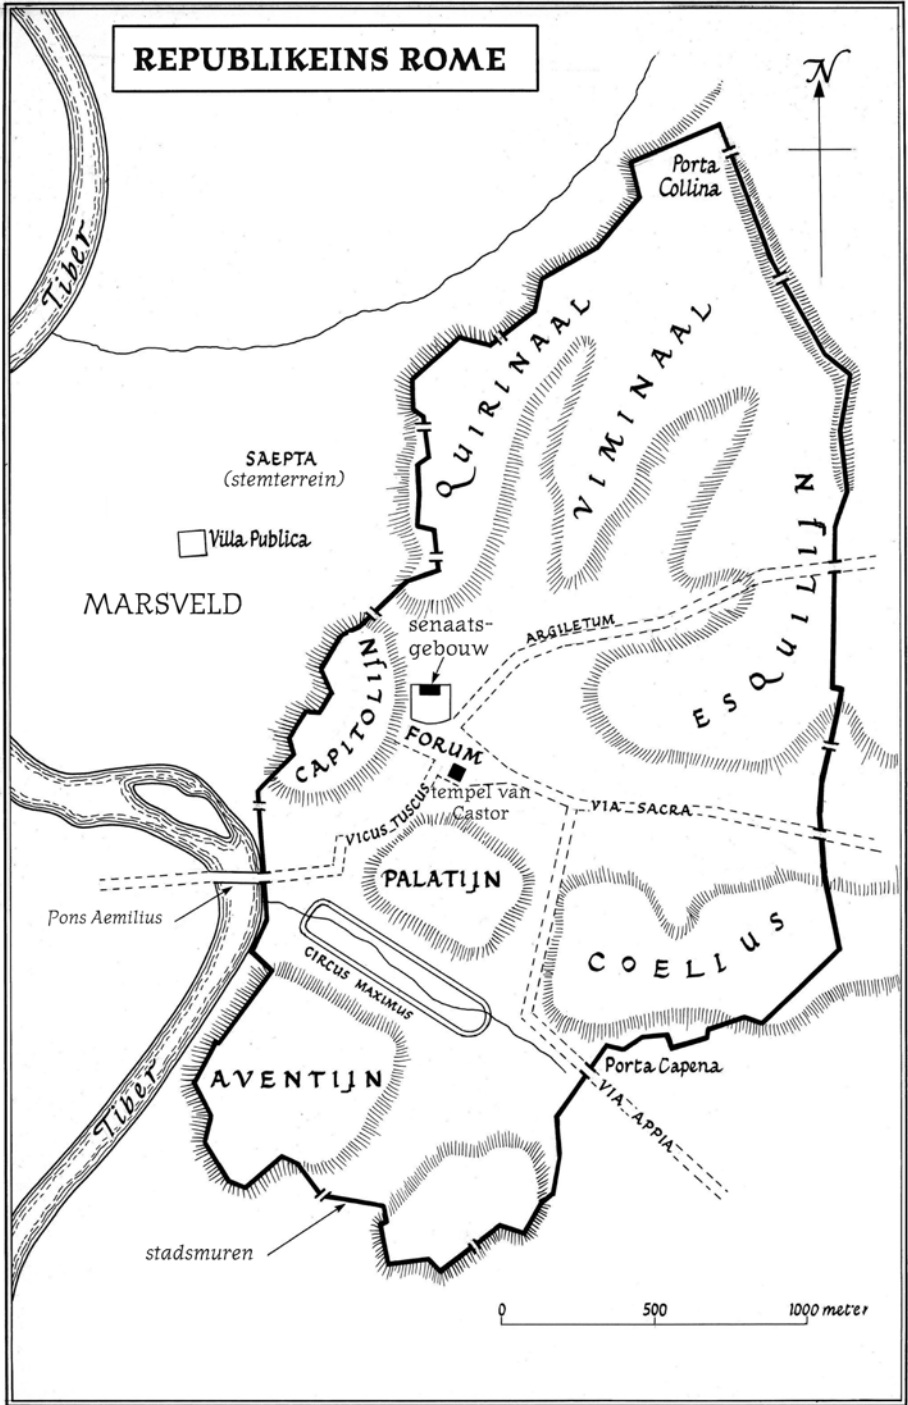 REPUBLIKEINS ROME
N
Porta
Collina
Tiber
QUIRINAAL
VIMINAAL
SAEPTA
(stemterrein)
Villa Publica
MARSVELD
ESQUILIJN
senaats-
gebouw
ARGILETUM
CAPITOLIJN
FORUM
tempel van
Castor
VICUS TUSCUS
VIA SACRA
PALATIJN
Pons Aemilius
COELIUS
CIRCUS MAXIMUS
AVENTIJN
Porta Capena
Tiber
VIA APPIA
stadsmuren
0 500 1000 meter